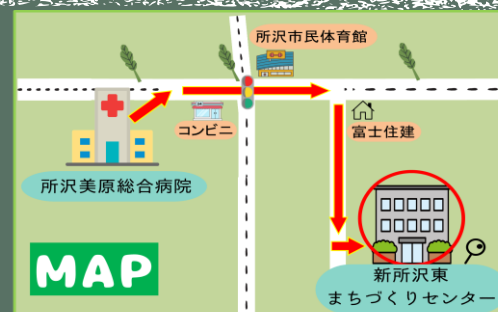 所沢市民体育館
コンビニ
富士住建
所沢美原総合病院
MAP
新所沢東
まちづくりセンター